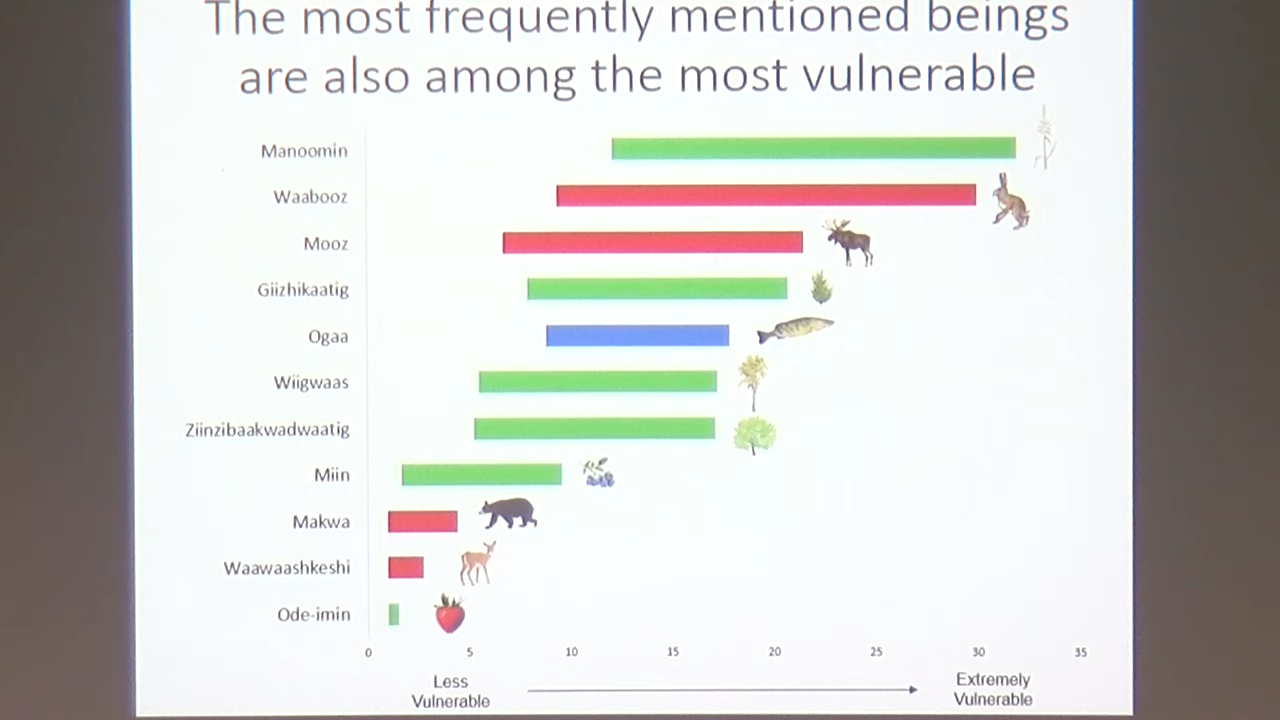 The most frequently mentioned beings
are also among the most vulnerable
Manoomin
Waabooz
Mooz
Giizhikaatig
Ogaa
Wiigwaas
Ziinzibaakwadwaatig
Miin
Makwa
Waawaashkeshi
Ode-imin
0 5 10 15 20 25 30 35
Less
Vulnerable
Extremely
Vulnerable